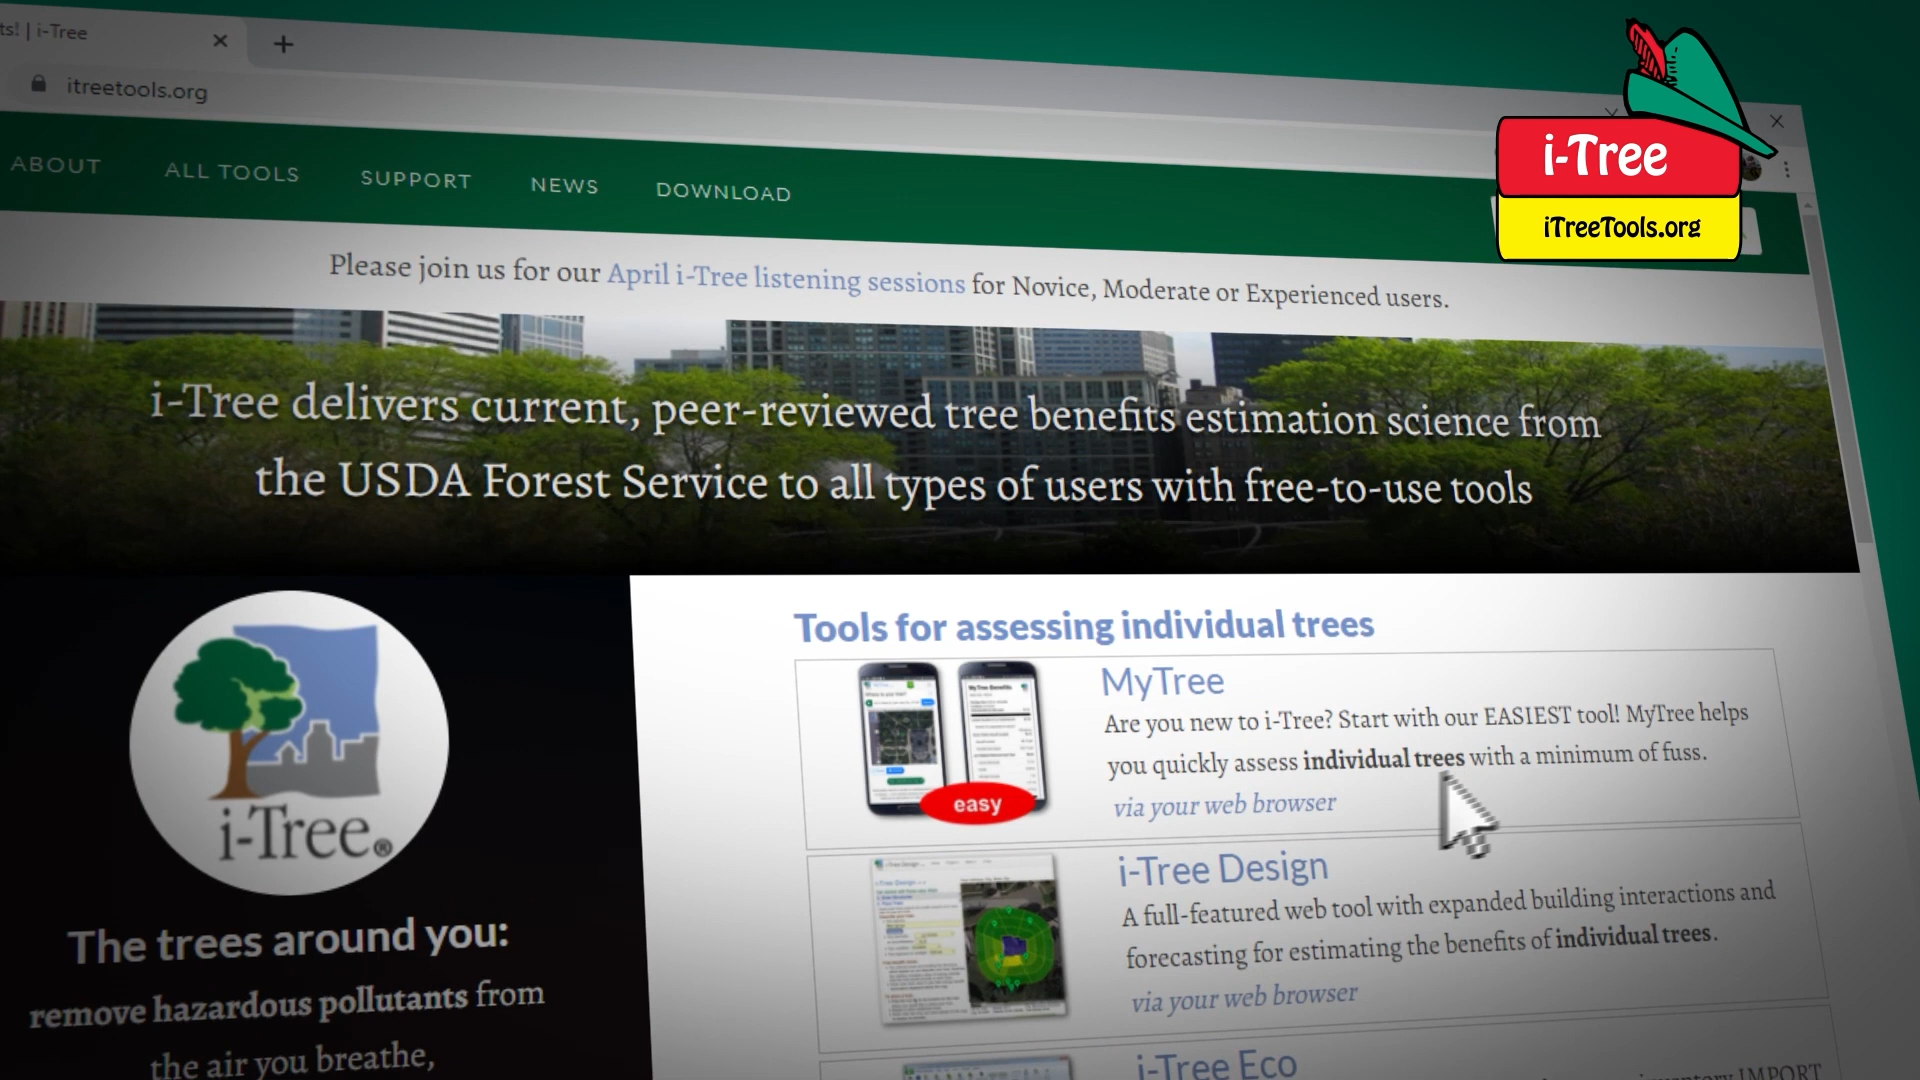 ts! | i-Tree
itreetools.org
i-Tree
iTreeTools.org
ABOUT ALL TOOLS SUPPORT NEWS DOWNLOAD
Please join us for our April i-Tree listening sessions for Novice, Moderate or Experienced users.
i-Tree delivers current, peer-reviewed tree benefits estimation science from
the USDA Forest Service to all types of users with free-to-use tools
i-Tree®
The trees around you:
remove hazardous pollutants from
the air you breathe,
Tools for assessing individual trees
easy
MyTree
Are you new to i-Tree? Start with our EASIEST tool! MyTree helps
you quickly assess individual trees with a minimum of fuss.
via your web browser
i-Tree Design
A full-featured web tool with expanded building interactions and
forecasting for estimating the benefits of individual trees.
via your web browser
i-Tree Eco
inventory IMPORT